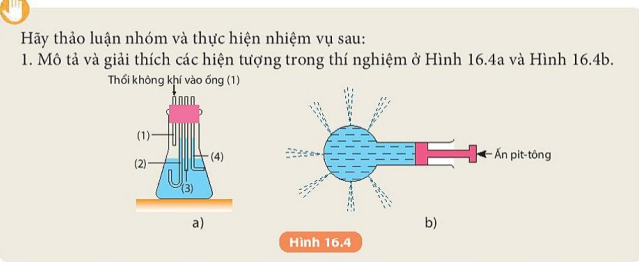 Hãy thảo luận nhóm và thực hiện nhiệm vụ sau:
1. Mô tả và giải thích các hiện tượng trong thí nghiệm ở Hình 16.4a và Hình 16.4b.
Thổi không khí vào ống (1)
(1)
(2)
(3)
(4)
Ấn pit-tông
a)
b)
Hình 16.4